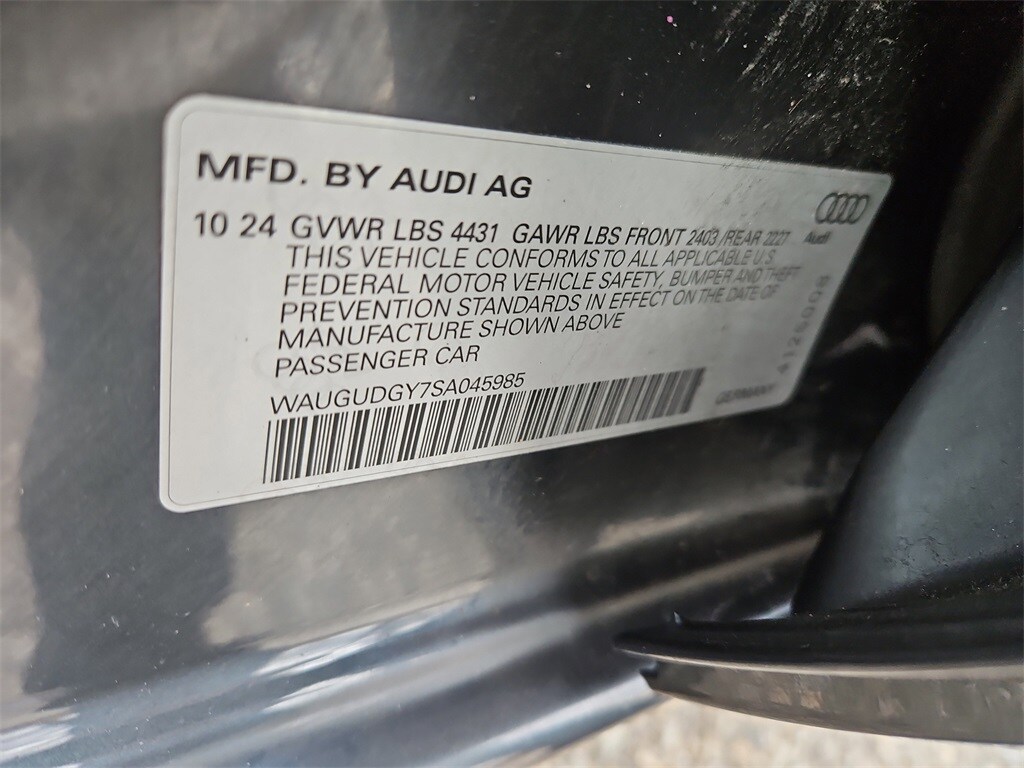 MFD. BY AUDI AG
10 24 GVWR LBS 4431 GAWR LBS FRONT 2403 /REAR 2227
Audi
THIS VEHICLE CONFORMS TO ALL APPLICABLE U.S.
FEDERAL MOTOR VEHICLE SAFETY, BUMPER AND THEFT
PREVENTION STANDARDS IN EFFECT ON THE DATE OF
MANUFACTURE SHOWN ABOVE
PASSENGER CAR
WAUGUDGY7SA045985
GERMANY